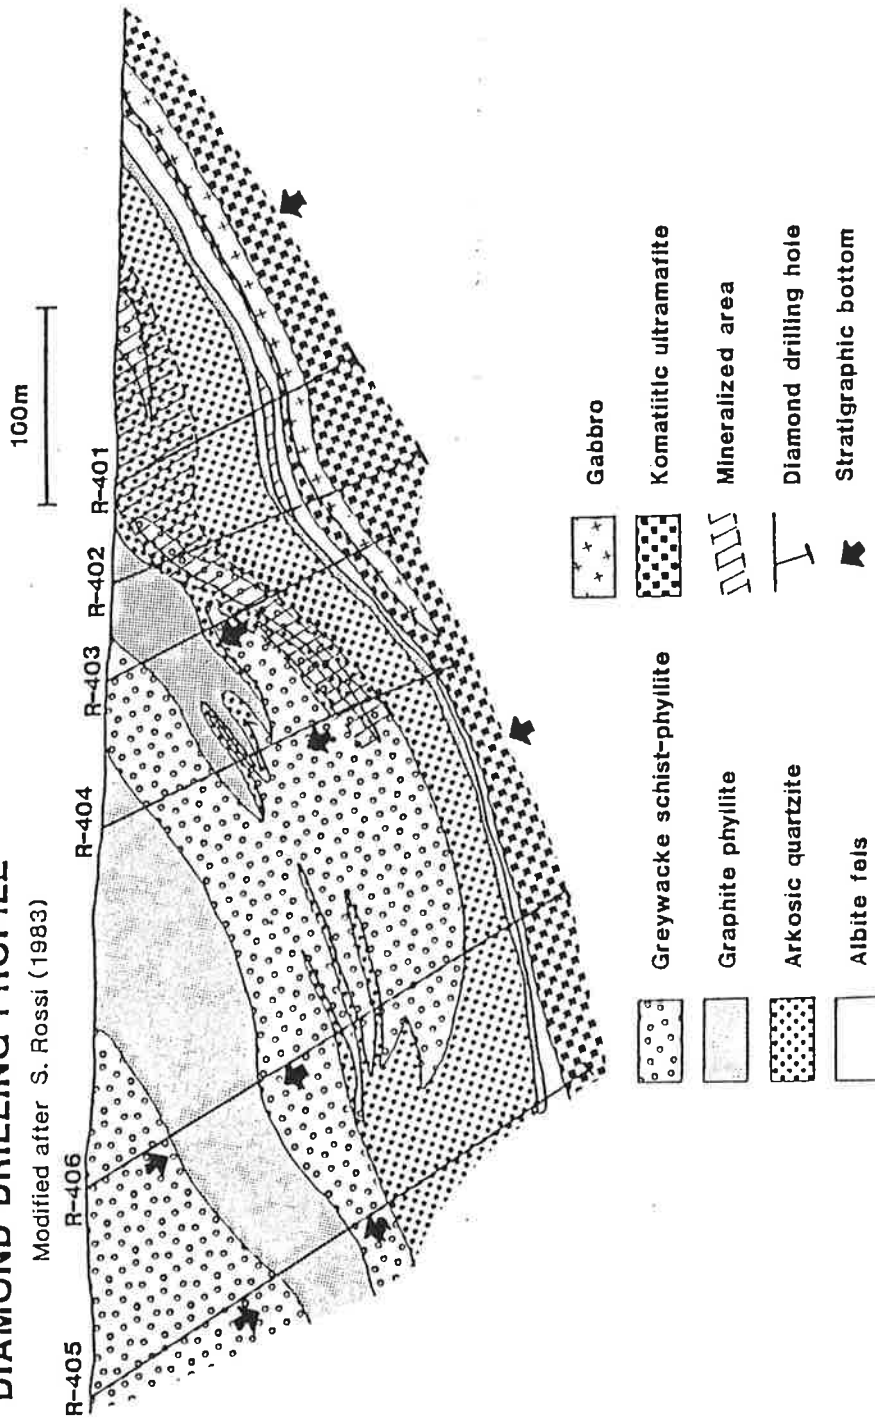 DIAMOND DRILLING PROFILE
Modified after S. Rossi (1983)
100m
R-405
R-406
R-404
R-403
R-402
R-401
Greywacke schist-phyllite
Graphite phyllite
Arkosic quartzite
Albite fels
Gabbro
Komatiitic ultramafite
Mineralized area
Diamond drilling hole
Stratigraphic bottom